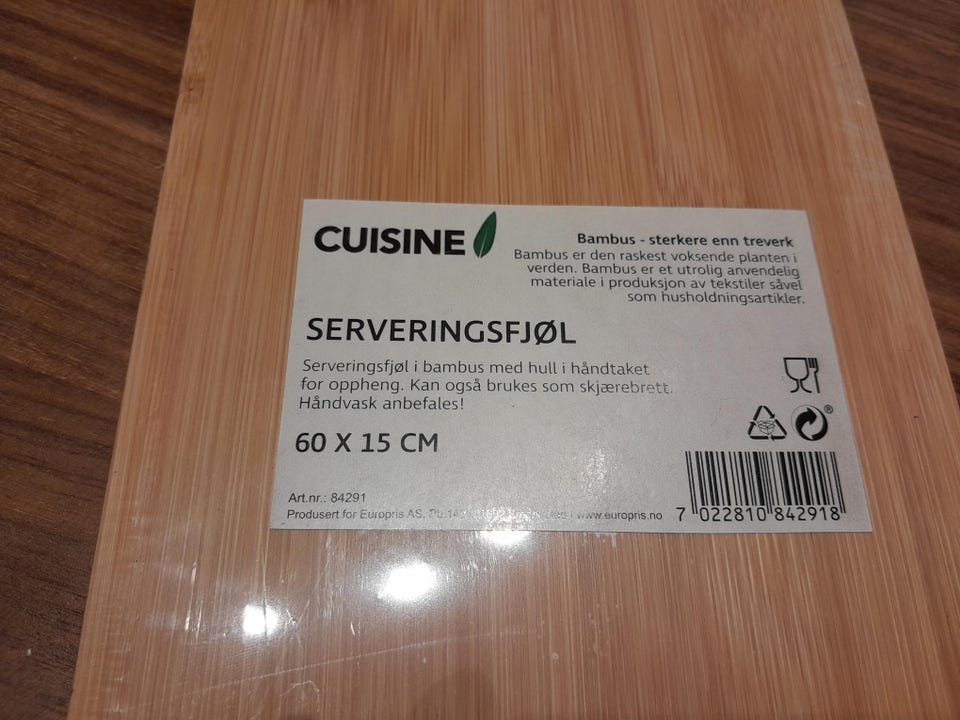 CUISINE
Bambus - sterkere enn treverk
Bambus er den raskest voksende planten i
verden. Bambus er et utrolig anvendelig
materiale i produksjon av tekstiler såvel
som husholdningsartikler.
SERVERINGSFJØL
Serveringsfjøl i bambus med hull i håndtaket
for oppheng. Kan også brukes som skjærebrett.
Håndvask anbefales!
60 X 15 CM
Art.nr.: 84291
Produsert for Europris AS, www.europris.no
7 022810 842918